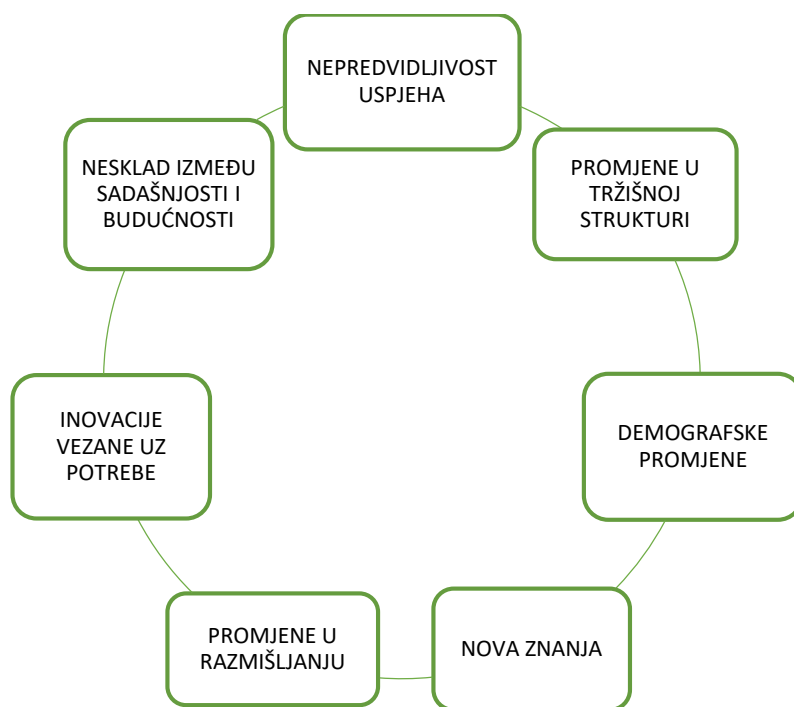 NEPREDVIDLJIVOST
USPJEHA
PROMJENE U
TRŽIŠNOJ
STRUKTURI
DEMOGRAFSKE
PROMJENE
NOVA ZNANJA
PROMJENE U
RAZMIŠLJANJU
INOVACIJE
VEZANE UZ
POTREBE
NESKLAD IZMEĐU
SADAŠNJOSTI I
BUDUĆNOSTI